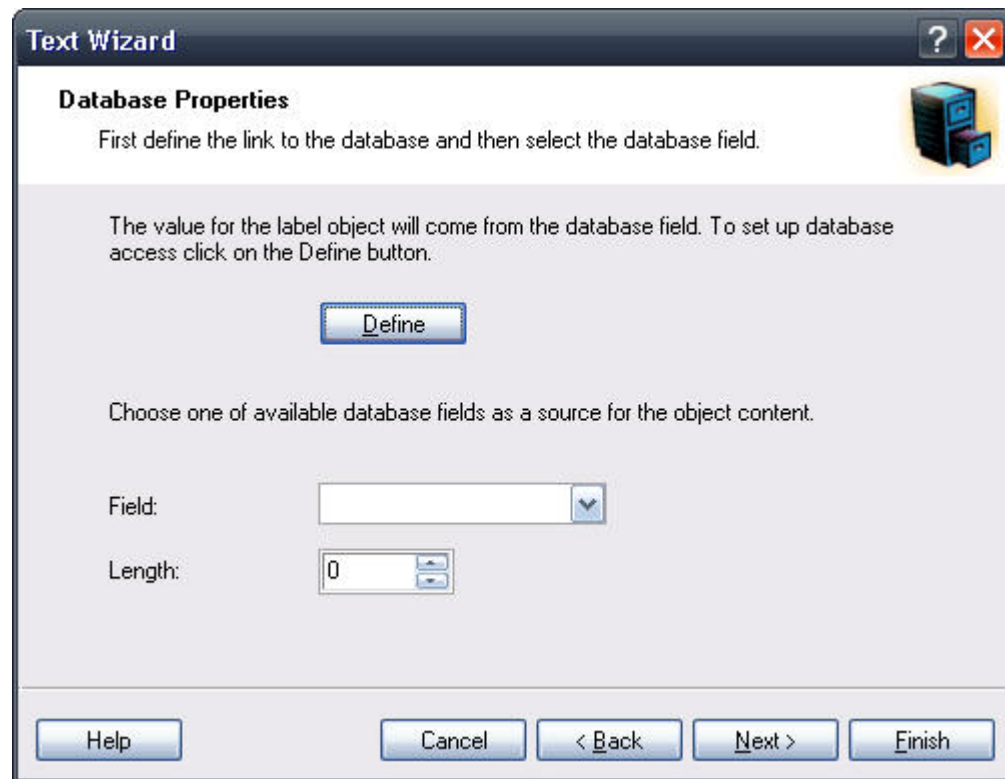 Text Wizard
?
Database Properties
First define the link to the database and then select the database field.
The value for the label object will come from the database field. To set up database
access click on the Define button.
Define
Choose one of available database fields as a source for the object content.
Field:
Length:
0
Help
Cancel
< Back
Next >
Finish